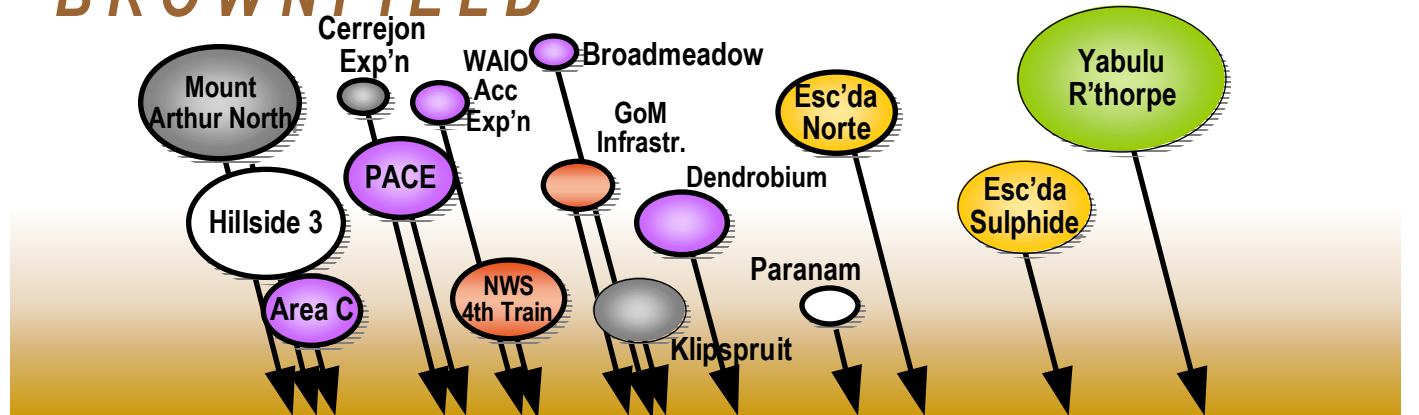 BROWNFIELD
Cerrejon
Exp'n
Mount
Arthur North
WAIO
Acc
Exp'n
Broadmeadow
GoM
Infrastr.
Esc'da
Norte
Yabulu
R'thorpe
PACE
Dendrobium
Hillside 3
Esc'da
Sulphide
Area C
NWS
4th Train
Paranam
Klipspruit